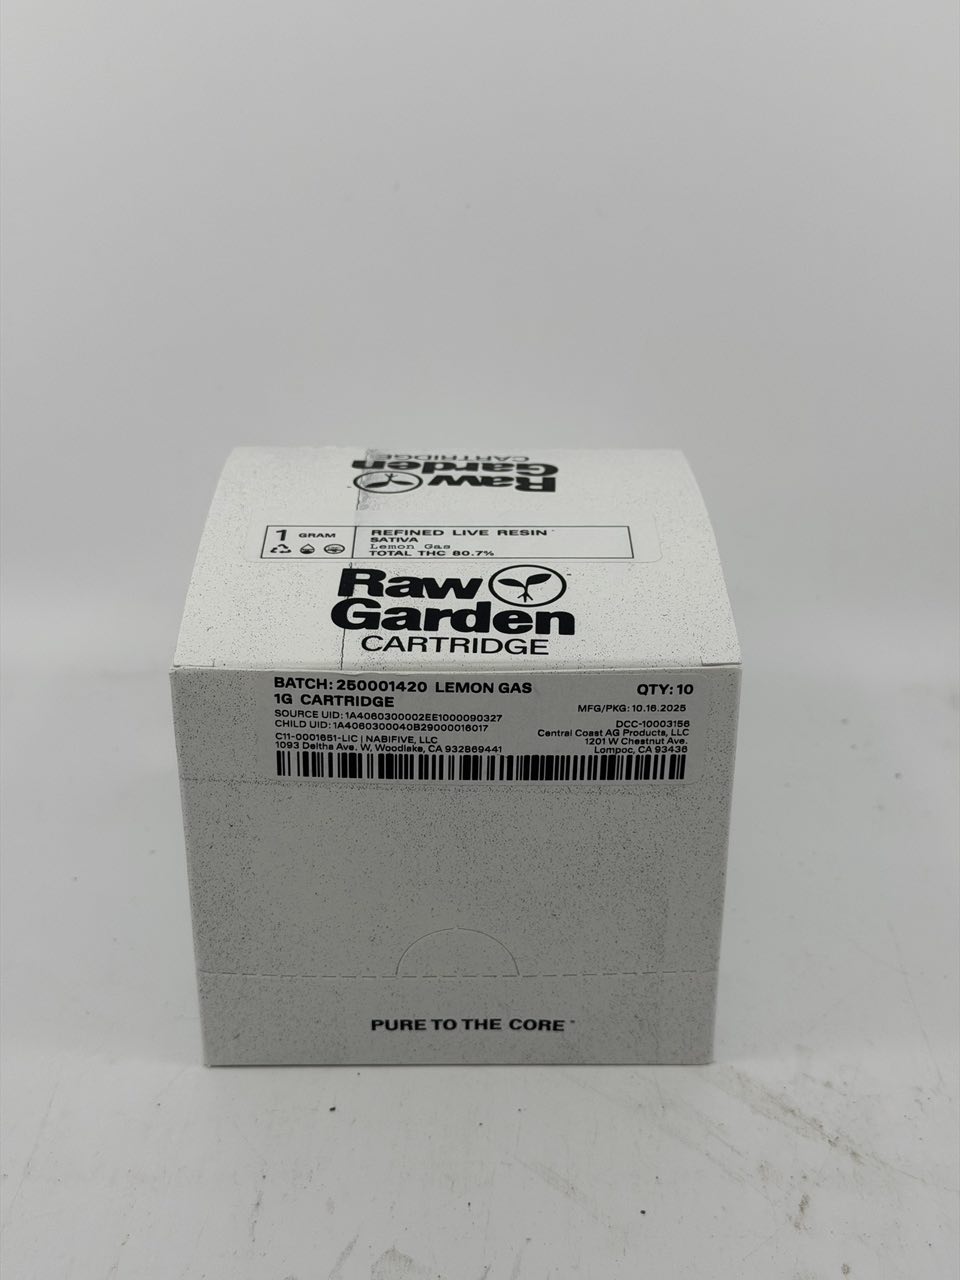 Raw
Garden
CARTRIDGE
1 GRAM
REFINED LIVE RESIN™
SATIVA
Lemon Gas
TOTAL THC 80.7%
Raw
Garden
CARTRIDGE
BATCH: 250001420 LEMON GAS
1G CARTRIDGE
QTY: 10
MFG/PKG: 10.16.2025
SOURCE UID: 1A4060300002EE1000090327
CHILD UID: 1A4060300040B29000016017
C11-0001651-LIC | NABIFIVE, LLC
1093 Deltha Ave. W, Woodlake, CA 932869441
DCC-10003156
Central Coast AG Products, LLC
1201 W Chestnut Ave.
Lompoc, CA 93436
PURE TO THE CORE™